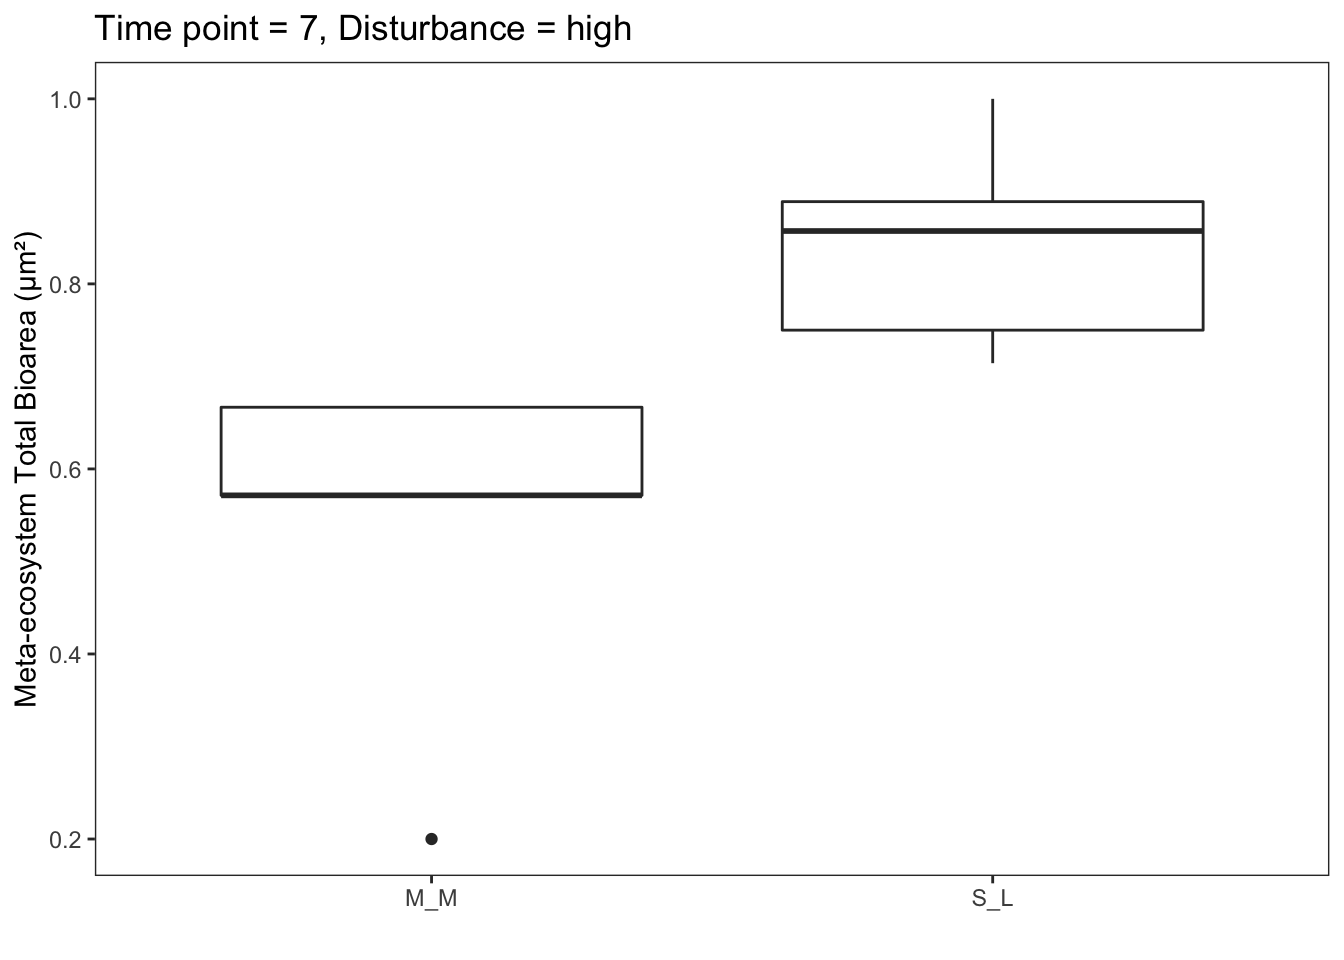 Time point = 7, Disturbance = high
Meta-ecosystem Total Bioarea (μm²)
1.0
0.8
0.6
0.4
0.2
M_M
S_L